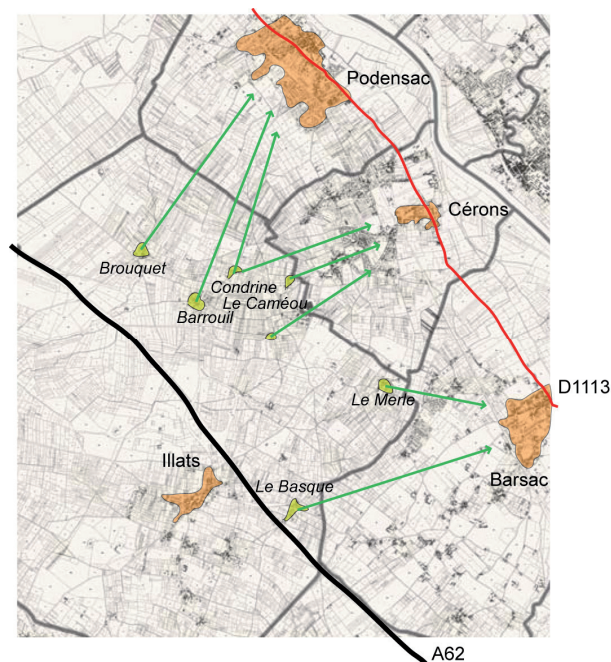 Podensac
Cérons
Brouquet
Condrine
Le Caméou
Barrouil
D1113
Le Merle
Illats
Le Basque
Barsac
A62